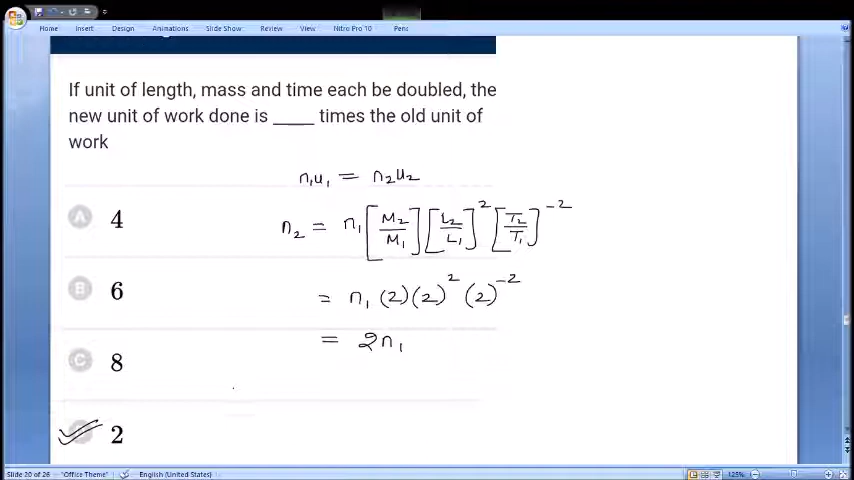 Home Insert Design Animations Slide Show Review View Nitro Pro 10 Pens
If unit of length, mass and time each be doubled, the
new unit of work done is ____ times the old unit of
work
n₁u₁ = n₂u₂
A 4
n₂ = n₁ [M₂/M₁] [L₂/L₁]² [T₂/T₁]⁻²
B 6
= n₁ (2) (2)² (2)⁻²
= 2n₁
C 8
2
Slide 20 of 26 "Office Theme" English (United States) 125%